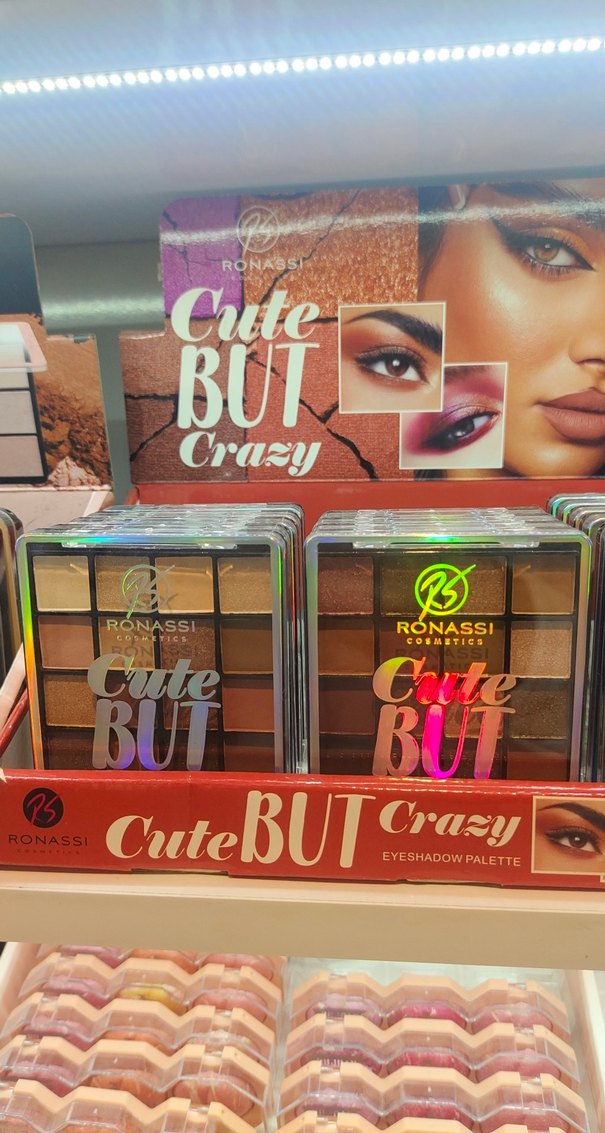 RONASSI
Cute
BUT
Crazy
RONASSI
COSMETICS
Cute
BUT
RONASSI
COSMETICS
Cute
BUT
RONASSI
COSMETICS
Cute BUT Crazy
EYESHADOW PALETTE